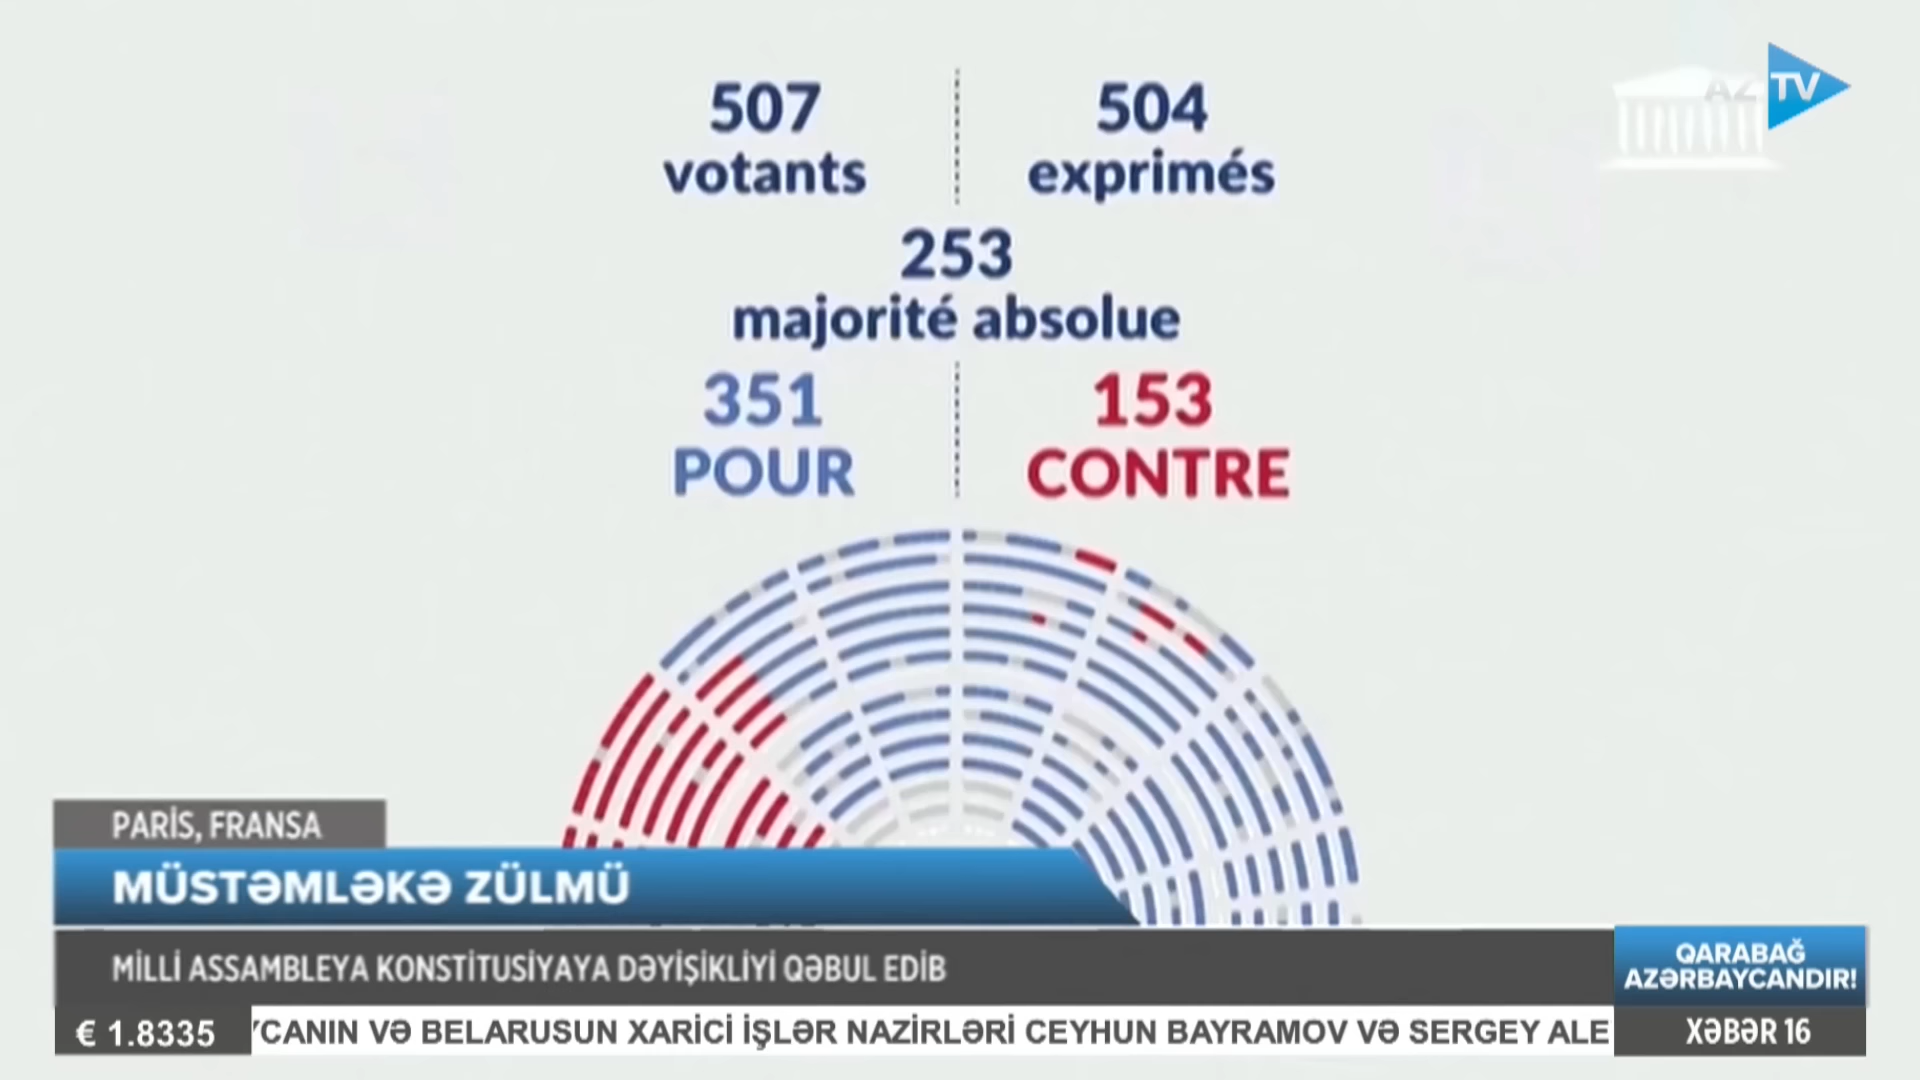 507
votants
504
exprimés
253
majorité absolue
351
POUR
153
CONTRE
AZTV
PARİS, FRANSA
MÜSTƏMLƏKƏ ZÜLMÜ
MİLLİ ASSAMBLEYA KONSTİTUSİYAYA DƏYİŞİKLİYİ QƏBUL EDİB
QARABAĞ
AZƏRBAYCANDIR!
€ 1.8335
YCANIN VƏ BELARUSUN XARİCİ İŞLƏR NAZİRLƏRİ CEYHUN BAYRAMOV VƏ SERGEY ALE
XƏBƏR 16